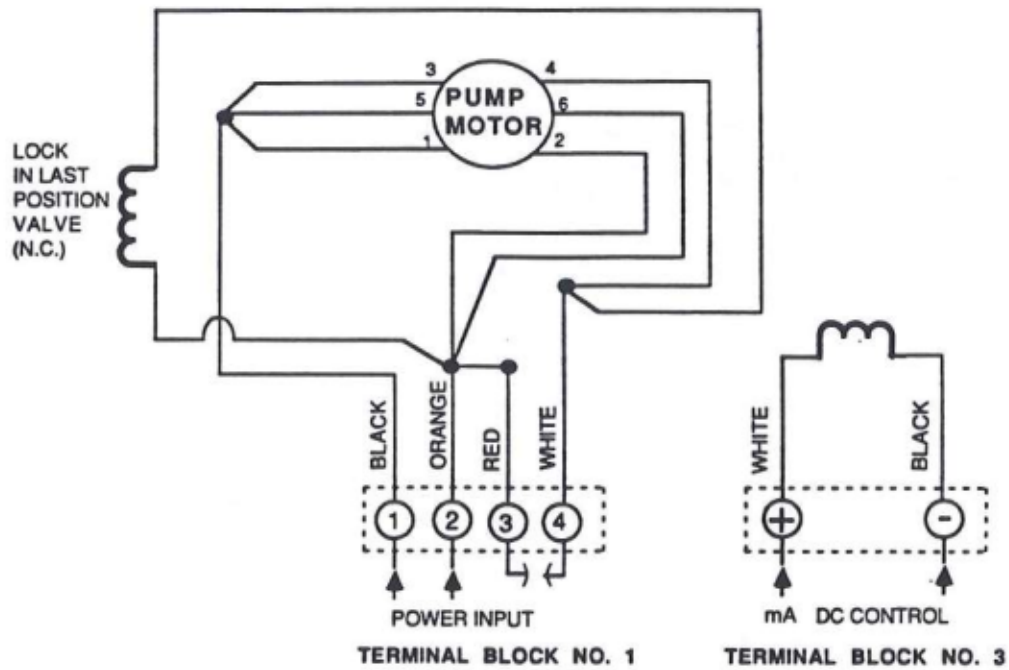 3
4
5
PUMP
6
MOTOR
1
2
LOCK
IN LAST
POSITION
VALVE
(N.C.)
BLACK
ORANGE
RED
WHITE
WHITE
BLACK
1
2
3
4
+
-
POWER INPUT
mA DC CONTROL
TERMINAL BLOCK NO. 1
TERMINAL BLOCK NO. 3